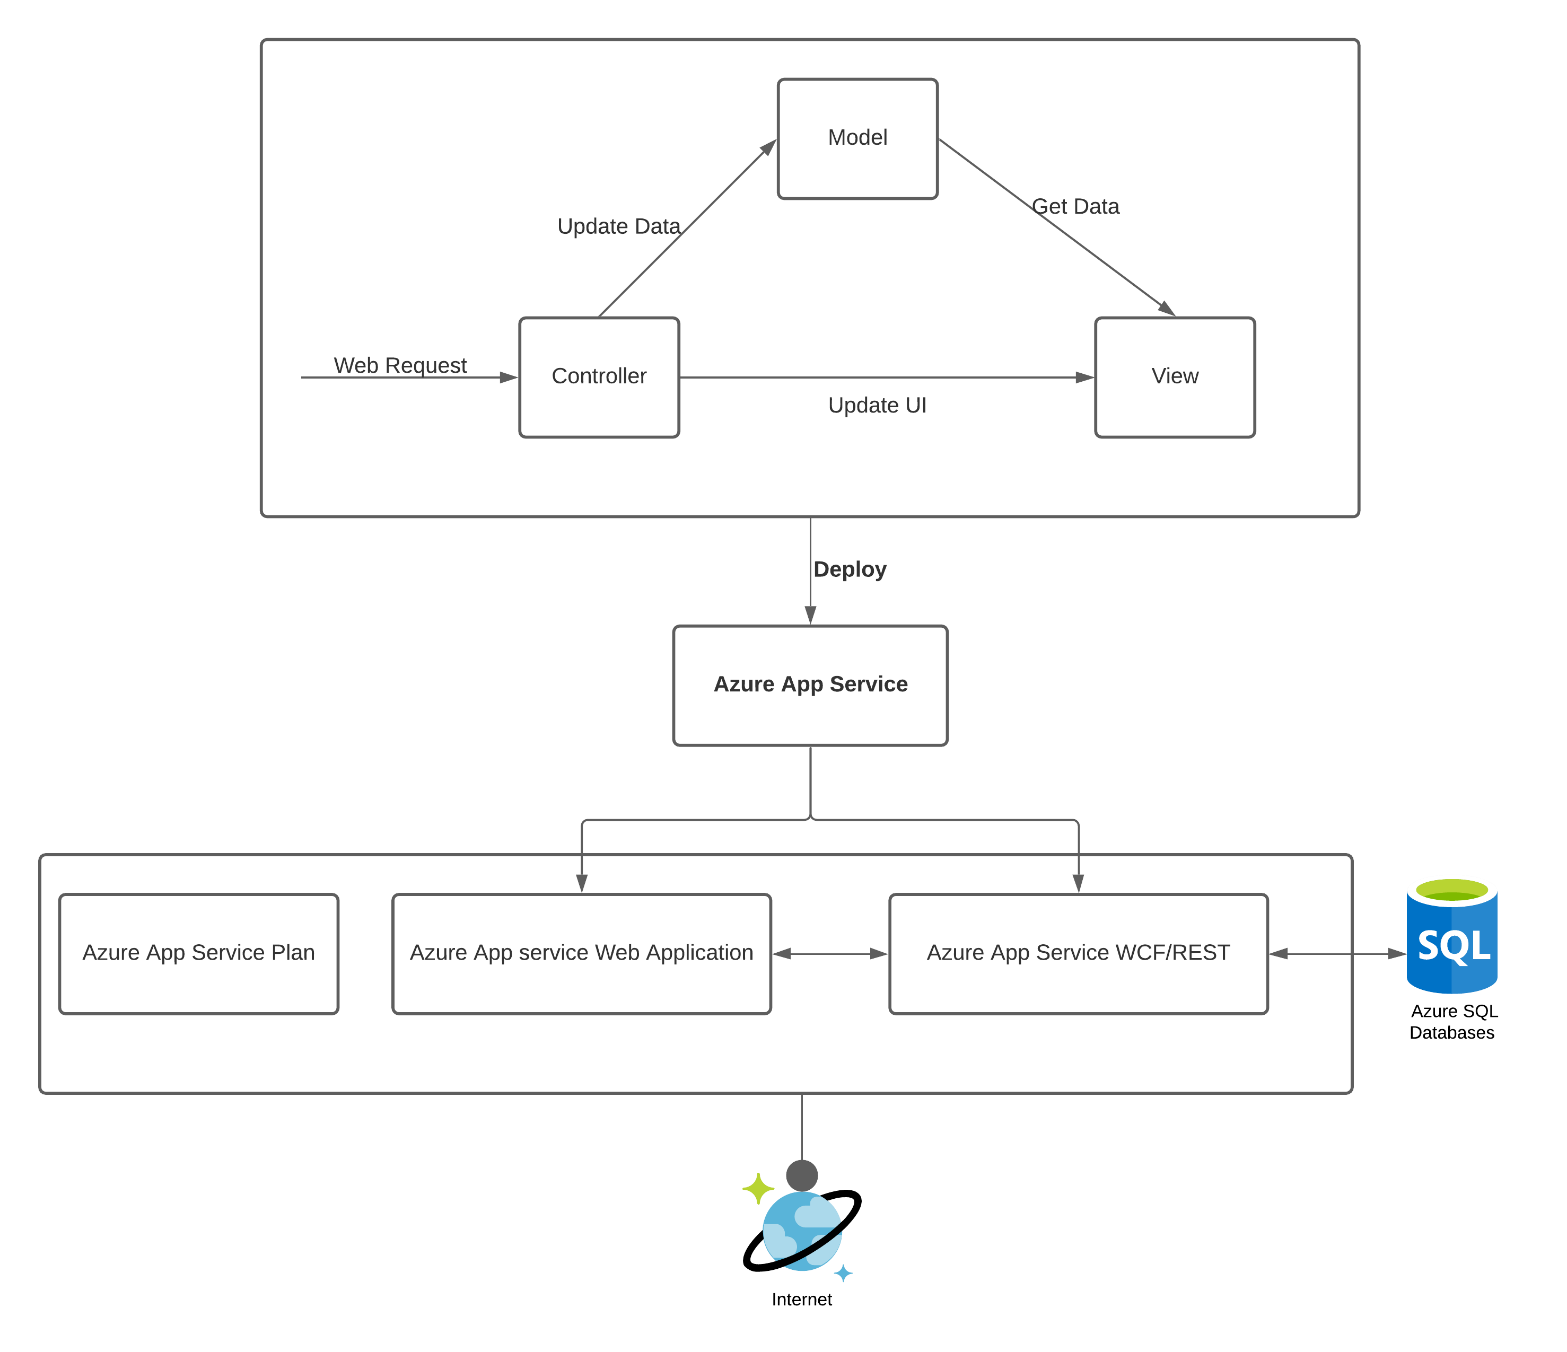 Model
Update Data
Get Data
Web Request
Controller
View
Update UI
Deploy
Azure App Service
Azure App Service Plan
Azure App service Web Application
Azure App Service WCF/REST
SQL
Azure SQL
Databases
Internet